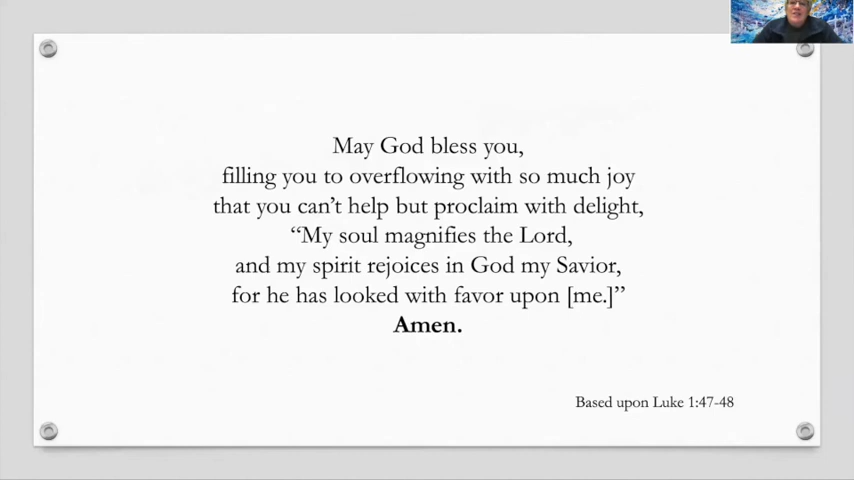 May God bless you,
filling you to overflowing with so much joy
that you can’t help but proclaim with delight,
“My soul magnifies the Lord,
and my spirit rejoices in God my Savior,
for he has looked with favor upon [me.]”
Amen.
Based upon Luke 1:47-48